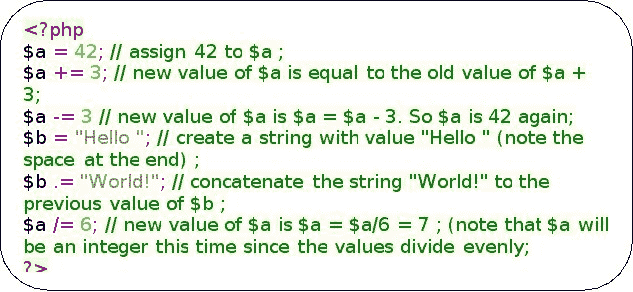 <?php
$a = 42; // assign 42 to $a ;
$a += 3; // new value of $a is equal to the old value of $a +
3;
$a -= 3 // new value of $a is $a = $a - 3. So $a is 42 again;
$b = "Hello "; // create a string with value "Hello " (note the
space at the end) ;
$b .= "World!"; // concatenate the string "World!" to the
previous value of $b ;
$a /= 6; // new value of $a is $a = $a/6 = 7 ; (note that $a will
be an integer this time since the values divide evenly;
?>